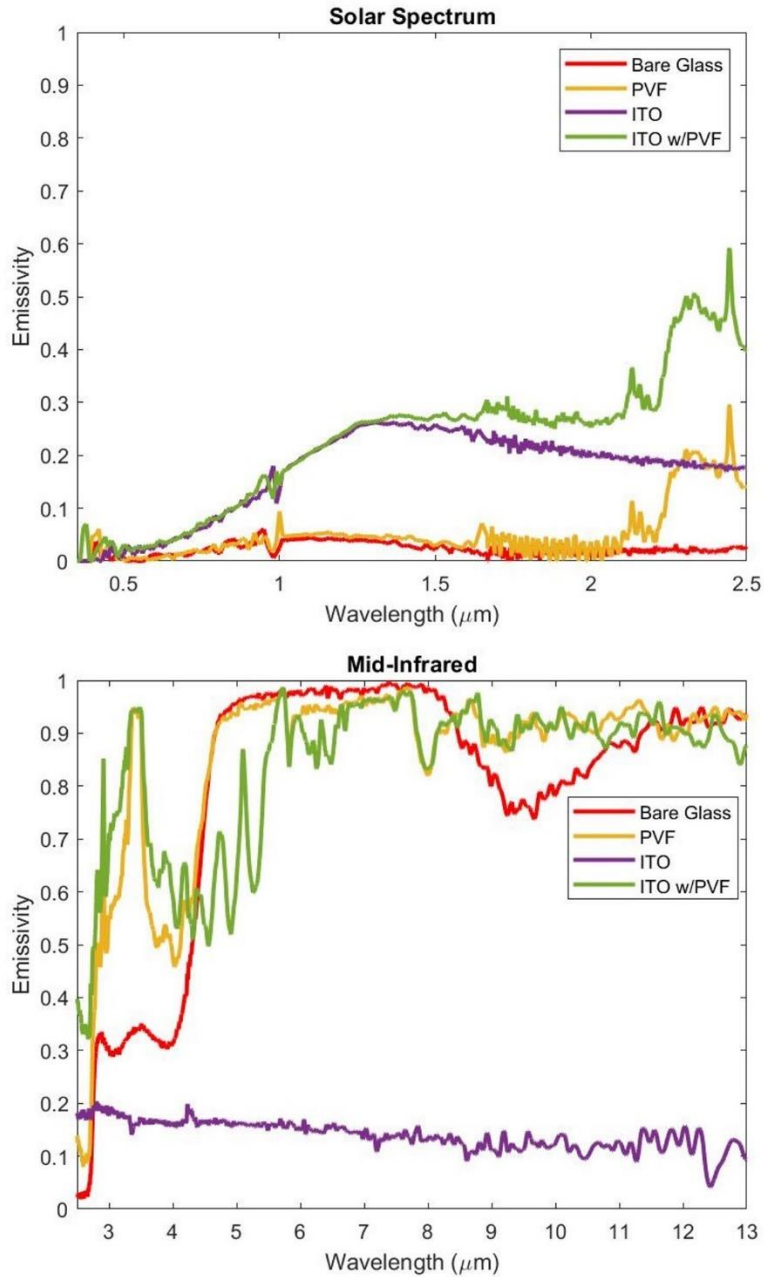 Solar Spectrum
1
0.9
0.8
0.7
0.6
0.5
0.4
0.3
0.2
0.1
0
Emissivity
Bare Glass
PVF
ITO
ITO w/PVF
0.5 1 1.5 2 2.5
Wavelength (μm)
Mid-Infrared
1
0.9
0.8
0.7
0.6
0.5
0.4
0.3
0.2
0.1
0
Emissivity
Bare Glass
PVF
ITO
ITO w/PVF
3 4 5 6 7 8 9 10 11 12 13
Wavelength (μm)